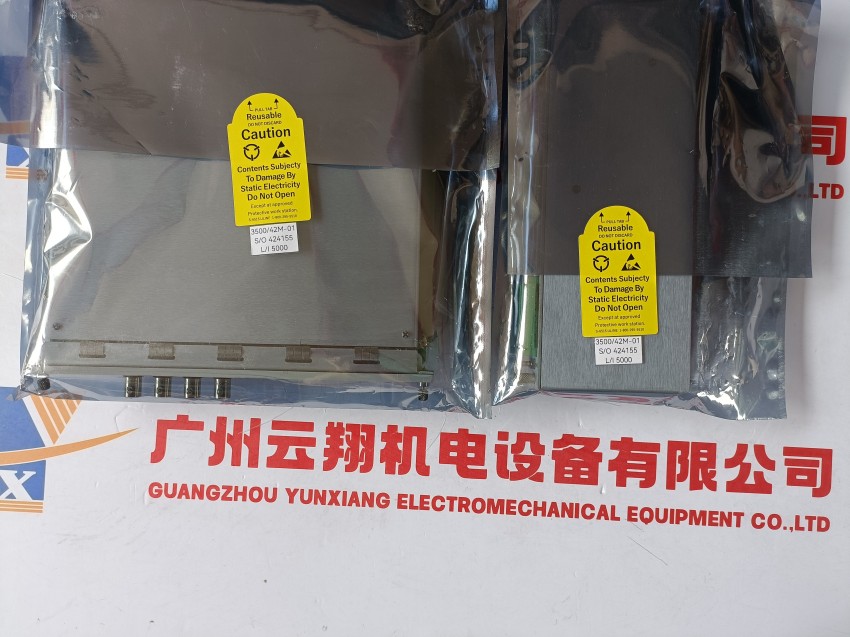 PULL TAB
Reusable
DO NOT DISCARD
Caution
Contents Subjecty
To Damage By
Static Electricity
Do Not Open
Except at approved
Protective work station.
3500/42M-01
S/O 424155
L/I 5000
PULL TAB
Reusable
DO NOT DISCARD
Caution
Contents Subjecty
To Damage By
Static Electricity
Do Not Open
Except at approved
Protective work station.
3500/42M-01
S/O 424155
L/I 5000
司
.LTD
X
广州云翔机电设备有限公司
GUANGZHOU YUNXIANG ELECTROMECHANICAL EQUIPMENT CO.,LTD